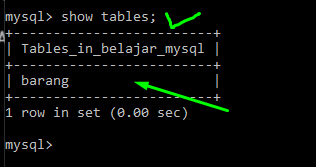 mysql> show tables;
+-------------------------+
| Tables_in_belajar_mysql |
+-------------------------+
| barang                  |
+-------------------------+
1 row in set (0.00 sec)
mysql>